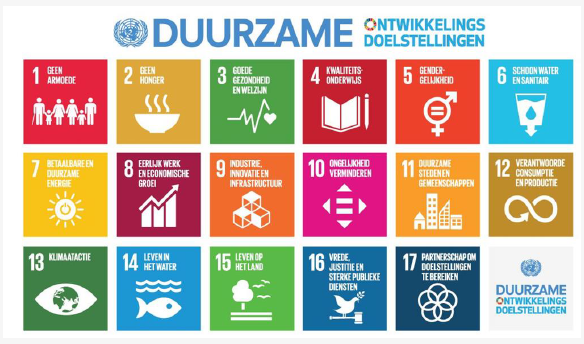 DUURZAME
ONTWIKKELINGS
DOELSTELLINGEN
1 GEEN
ARMOEDE
2 GEEN
HONGER
3 GOEDE
GEZONDHEID
EN WELZIJN
4 KWALITEITS-
ONDERWIJS
5 GENDER-
GELIJKHEID
6 SCHOON WATER
EN SANITAIR
7 BETAALBARE EN
DUURZAME
ENERGIE
8 EERLIJK WERK
EN ECONOMISCHE
GROEI
9 INDUSTRIE,
INNOVATIE EN
INFRASTRUCTUUR
10 ONGELIJKHEID
VERMINDEREN
11 DUURZAME
STEDEN EN
GEMEENSCHAPPEN
12 VERANTWOORDE
CONSUMPTIE
EN PRODUCTIE
13 KLIMAATACTIE
14 LEVEN IN
HET WATER
15 LEVEN OP
HET LAND
16 VREDE,
JUSTITIE EN
STERKE PUBLIEKE
DIENSTEN
17 PARTNERSCHAP OM
DOELSTELLINGEN
TE BEREIKEN
DUURZAME
ONTWIKKELINGS
DOELSTELLINGEN